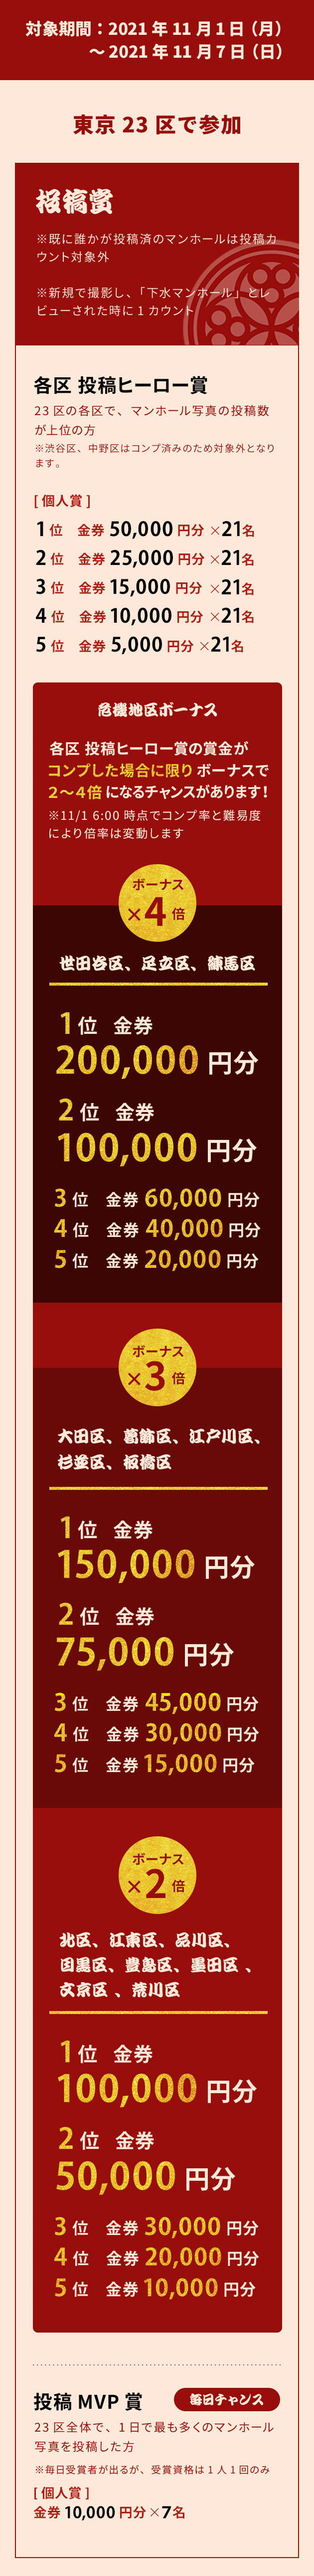 対象期間：2021年11月1日（月）
～2021年11月7日（日）
東京23区で参加
投稿賞
※既に誰かが投稿済のマンホールは投稿カ
ウント対象外
※新規で撮影し、「下水マンホール」とレ
ビューされた時に1カウント
各区 投稿ヒーロー賞
23区の各区で、マンホール写真の投稿数
が上位の方
※渋谷区、中野区はコンプ済みのため対象外となり
ます。
[ 個人賞 ]
1位 金券 50,000円分 ×21名
2位 金券 25,000円分 ×21名
3位 金券 15,000円分 ×21名
4位 金券 10,000円分 ×21名
5位 金券 5,000円分 ×21名
危機地区ボーナス
各区 投稿ヒーロー賞の賞金が
コンプした場合に限りボーナスで
2～4倍になるチャンスがあります！
※11/1 6:00 時点でコンプ率と難易度
により倍率は変動します
ボーナス
×4倍
世田谷区、足立区、練馬区
1位 金券
200,000円分
2位 金券
100,000円分
3位 金券 60,000円分
4位 金券 40,000円分
5位 金券 20,000円分
ボーナス
×3倍
大田区、葛飾区、江戸川区、
杉並区、板橋区
1位 金券
150,000円分
2位 金券
75,000円分
3位 金券 45,000円分
4位 金券 30,000円分
5位 金券 15,000円分
ボーナス
×2倍
北区、江東区、品川区、
目黒区、豊島区、墨田区 、
文京区 、荒川区
1位 金券
100,000円分
2位 金券
50,000円分
3位 金券 30,000円分
4位 金券 20,000円分
5位 金券 10,000円分
投稿 MVP 賞 毎日チャンス
23区全体で、1日で最も多くのマンホール
写真を投稿した方
※毎日受賞者が出るが、受賞資格は1人1回のみ
[ 個人賞 ]
金券 10,000円分×7名